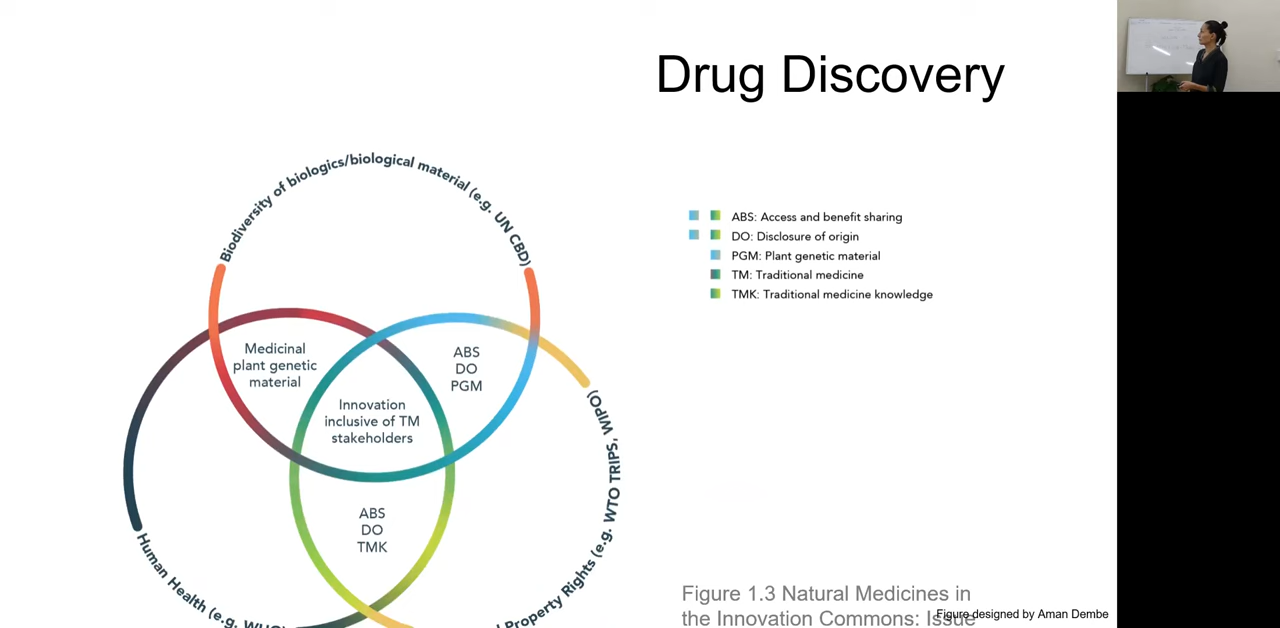 Drug Discovery
Biodiversity of biologics/biological material (e.g. UN CBD)
ABS: Access and benefit sharing
DO: Disclosure of origin
PGM: Plant genetic material
TM: Traditional medicine
TMK: Traditional medicine knowledge
Medicinal
plant genetic
material
ABS
DO
PGM
Innovation
inclusive of TM
stakeholders
ABS
DO
TMK
Human Health (e.g. WHO)
Property Rights (e.g. WTO TRIPS, WIPO)
Figure 1.3 Natural Medicines in
the Innovation Commons: Issue
Figure designed by Aman Dembe